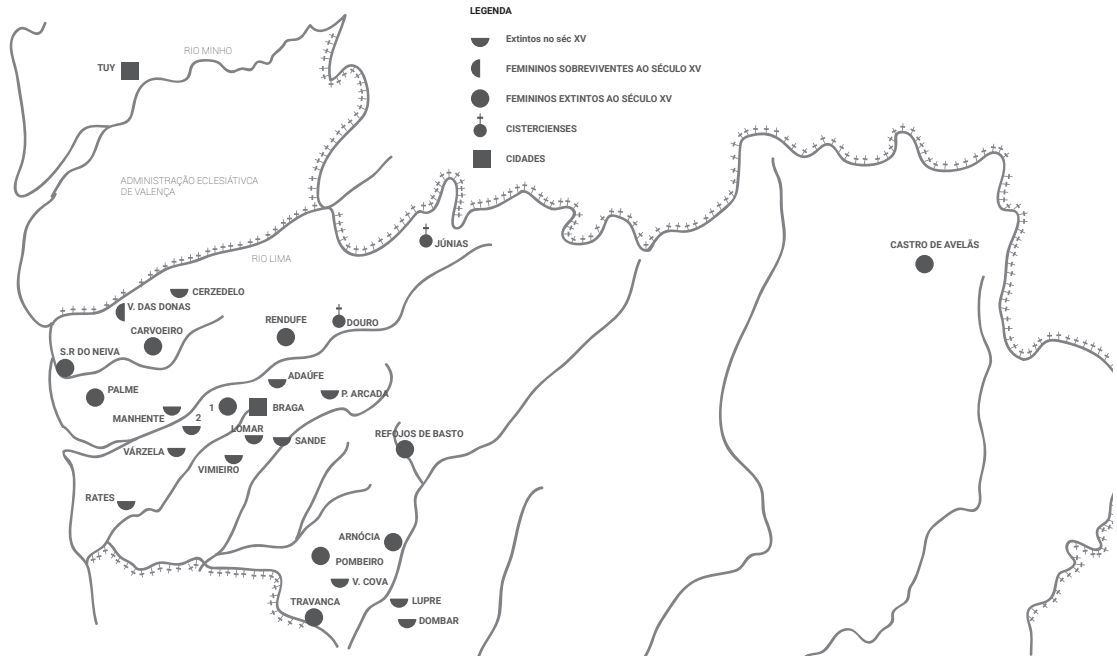 LEGENDA
Extintos no séc XV
FEMININOS SOBREVIVENTES AO SÉCULO XV
FEMININOS EXTINTOS AO SÉCULO XV
CISTERCIENSES
CIDADES
RIO MINHO
TUY
ADMINISTRAÇÃO ECLESIÁTIVCA
DE VALENÇA
RIO LIMA
JÚNIAS
CASTRO DE AVELÃS
CERZEDELO
V. DAS DONAS
CARVOEIRO
RENDUFE
DOURO
S.R DO NEIVA
PALME
ADAÚFE
P. ARCADA
MANHENTE
1
BRAGA
2
LOMAR
SANDE
REFOJOS DE BASTO
VÁRZELA
VIMIEIRO
RATES
ARNÓCIA
POMBEIRO
V. COVA
TRAVANCA
LUPRE
DOMBAR